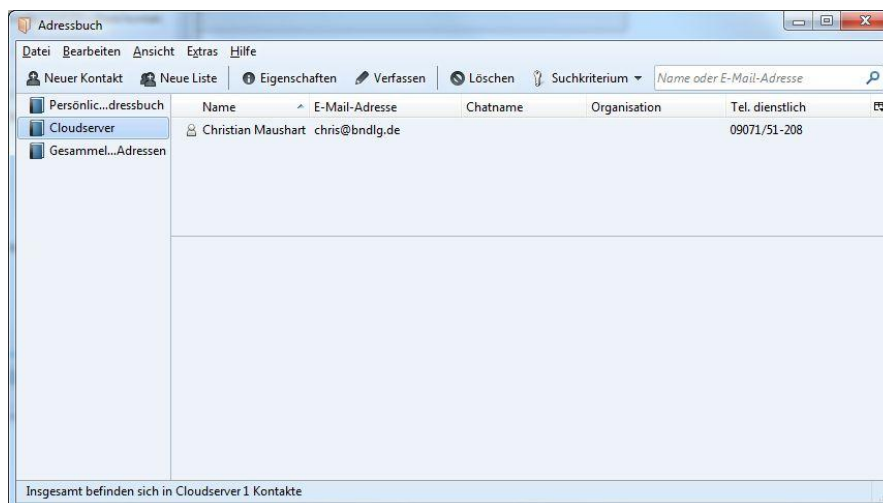 Adressbuch
Datei Bearbeiten Ansicht Extras Hilfe
Neuer Kontakt Neue Liste Eigenschaften Verfassen Löschen Suchkriterium Name oder E-Mail-Adresse
Persönlic...dressbuch
Cloudserver
Gesammel...Adressen
Name E-Mail-Adresse Chatname Organisation Tel. dienstlich
Christian Maushart chris@bndlg.de 09071/51-208
Insgesamt befinden sich in Cloudserver 1 Kontakte